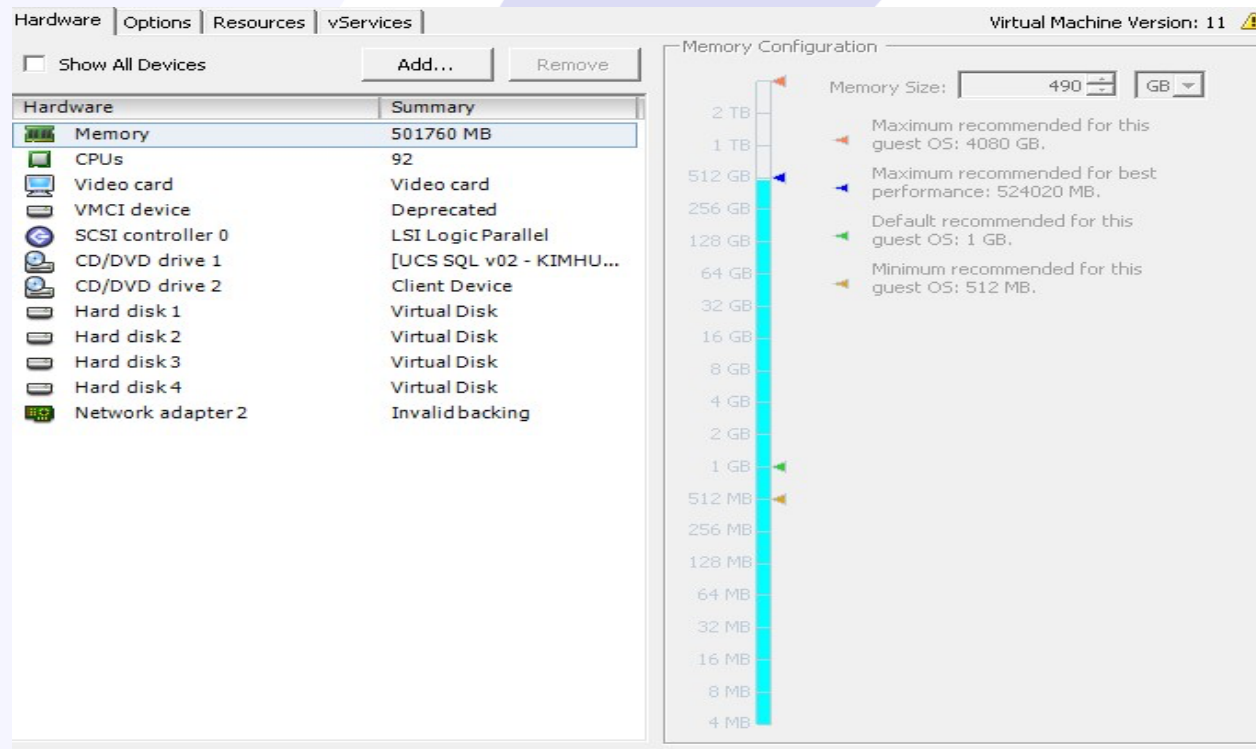 Hardware Options Resources vServices Virtual Machine Version: 11
Show All Devices Add... Remove
Hardware Summary
Memory 501760 MB
CPUs 92
Video card Video card
VMCI device Deprecated
SCSI controller 0 LSI Logic Parallel
CD/DVD drive 1 [UCS SQL v02 - KIMHU...
CD/DVD drive 2 Client Device
Hard disk 1 Virtual Disk
Hard disk 2 Virtual Disk
Hard disk 3 Virtual Disk
Hard disk 4 Virtual Disk
Network adapter 2 Invalid backing
Memory Configuration
Memory Size: 490 GB
2 TB
1 TB
512 GB
256 GB
128 GB
64 GB
32 GB
16 GB
8 GB
4 GB
2 GB
1 GB
512 MB
256 MB
128 MB
64 MB
32 MB
16 MB
8 MB
4 MB
Maximum recommended for this
guest OS: 4080 GB.
Maximum recommended for best
performance: 524020 MB.
Default recommended for this
guest OS: 1 GB.
Minimum recommended for this
guest OS: 512 MB.